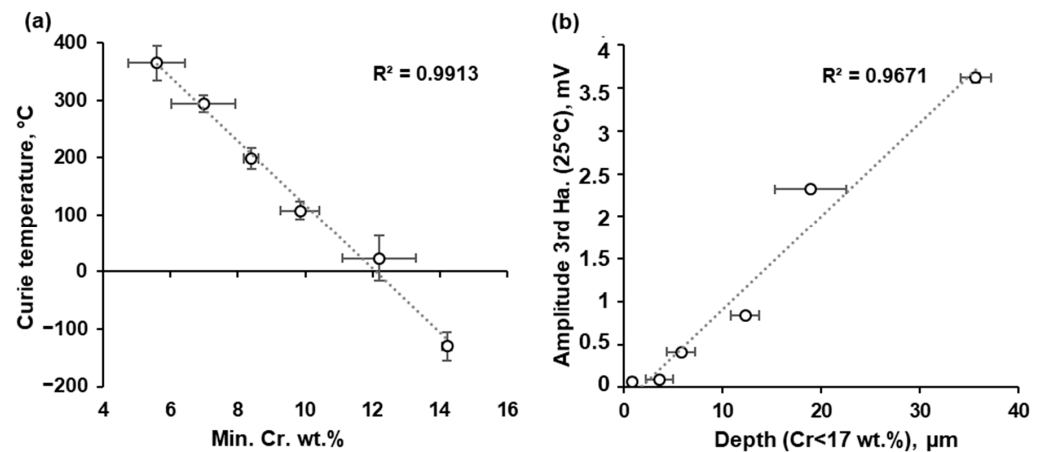 (a)
R² = 0.9913
Curie temperature, °C
400
300
200
100
0
−100
−200
4 6 8 10 12 14 16
Min. Cr. wt.%
(b)
R² = 0.9671
Amplitude 3rd Ha. (25°C), mV
4
3.5
3
2.5
2
1.5
1
0.5
0
0 10 20 30 40
Depth (Cr<17 wt.%), μm